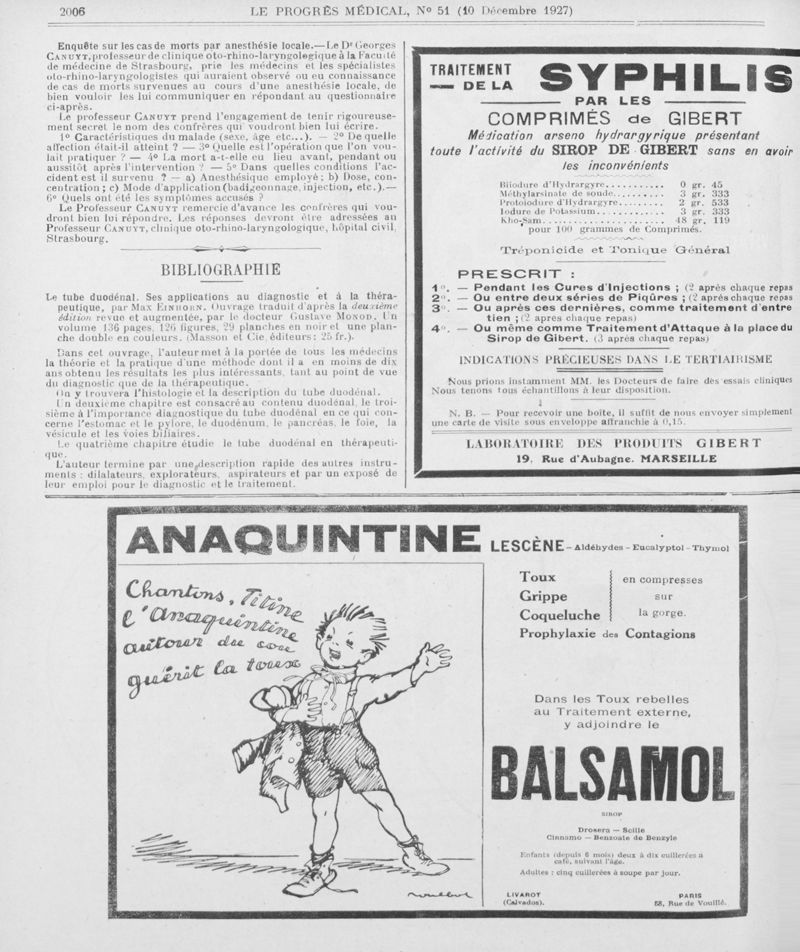 2006
LE PROGRÈS MÉDICAL, No 51 (10 Décembre 1927)
Enquête sur les cas de morts par anesthésie locale.—Le Dr Georges
CANUYT, professeur de clinique oto-rhino-laryngologique à la Faculté
de médecine de Strasbourg, prie les médecins et les spécialistes
oto-rhino-laryngologistes qui auraient observé ou eu connaissance
de cas de morts survenues au cours d'une anesthésie locale, de
bien vouloir les lui communiquer en répondant au questionnaire
ci-après.
Le professeur CANUYT prend l'engagement de tenir rigoureuse-
ment secret le nom des confrères qui voudront bien lui écrire.
1o Caractéristiques du malade (sexe, âge etc...). — 2o De quelle
affection était-il atteint ? — 3o Quelle est l'opération que l'on vou-
lait pratiquer ? — 4o La mort a-t-elle eu lieu avant, pendant ou
aussitôt après l'intervention ? — 5o Dans quelles conditions l'ac-
cident est il survenu ? — a) Anesthésique employé ; b) Dose, con-
centration ; c) Mode d'application (badigeonnage, injection, etc.).—
6o Quels ont été les symptômes accusés ?
Le Professeur CANUYT remercie d'avance les confrères qui vou-
dront bien lui répondre. Les réponses devront être adressées au
Professeur CANUYT, clinique oto-rhino-laryngologique, hôpital civil,
Strasbourg.
BIBLIOGRAPHIE
Le tube duodénal. Ses applications au diagnostic et à la théra-
peutique, par Max EINHORN. Ouvrage traduit d'après la deuxième
édition revue et augmentée, par le docteur Gustave MONOD. Un
volume 136 pages, 126 figures, 29 planches en noir et une plan-
che double en couleurs. (Masson et Cie, éditeurs : 25 fr.).
Dans cet ouvrage, l'auteur met à la portée de tous les médecins
la théorie et la pratique d'une méthode dont il a en moins de dix
ans obtenu les résultats les plus intéressants, tant au point de vue
du diagnostic que de la thérapeutique.
On y trouvera l'histologie et la description du tube duodénal.
Un deuxième chapitre est consacré au contenu duodénal, le troi-
sième à l'importance diagnostique du tube duodénal en ce qui con-
cerne l'estomac et le pylore, le duodénum, le pancréas, le foie, la
vésicule et les voies biliaires.
Le quatrième chapitre étudie le tube duodénal en thérapeuti-
que.
L'auteur termine par une description rapide des autres instru-
ments : dilalateurs, explorateurs, aspirateurs et par un exposé de
leur emploi pour le diagnostic et le traitement.
TRAITEMENT
— DE LA
SYPHILIS
PAR LES
COMPRIMÉS de GIBERT
Médication arseno hydrargyrique présentant
toute l'activité du SIROP DE GIBERT sans en avoir
les inconvénients
Biiodure d'Hydrargyre........... 0 gr. 45
Méthylarsinate de soude......... 3 gr. 333
Protoiodure d'Hydrargyre........ 2 gr. 533
Iodure de Potassium............. 3 gr. 333
Kho-Sam......................... 48 gr. 119
pour 100 grammes de Comprimés.
Tréponicide et Tonique Général
PRESCRIT :
1o. — Pendant les Cures d'Injections ; (2 après chaque repas
2o. — Ou entre deux séries de Piqûres ; (2 après chaque repas
3o. — Ou après ces dernières, comme traitement d'entre
tien ; (2 après chaque repas)
4o. — Ou même comme Traitement d'Attaque à la place du
Sirop de Gibert. (3 après chaque repas)
INDICATIONS PRÉCIEUSES DANS LE TERTIAIRISME
Nous prions instamment MM. les Docteurs de faire des essais cliniques
Nous tenons tous échantillons à leur disposition.
N. B. — Pour recevoir une boîte, il suffit de nous envoyer simplement
une carte de visite sous enveloppe affranchie à 0,15.
LABORATOIRE DES PRODUITS GIBERT
19, Rue d'Aubagne. MARSEILLE
ANAQUINTINE LESCÈNE - Aldéhydes - Eucalyptol - Thymol
Chantons, Titine
l'Anaquintine
autour du cou
guérit la toux
Toux
Grippe
Coqueluche
en compresses
sur
la gorge.
Prophylaxie des Contagions
Dans les Toux rebelles
au Traitement externe,
y adjoindre le
BALSAMOL
SIROP
Drosera — Scille
Cinnamo — Benzoate de Benzyle
Enfants (depuis 6 mois) deux à dix cuillerées à
café, suivant l'âge.
Adultes : cinq cuillerées à soupe par jour.
LIVAROT
(Calvados).
PARIS
58, Rue de Vouillé.
Poulbot